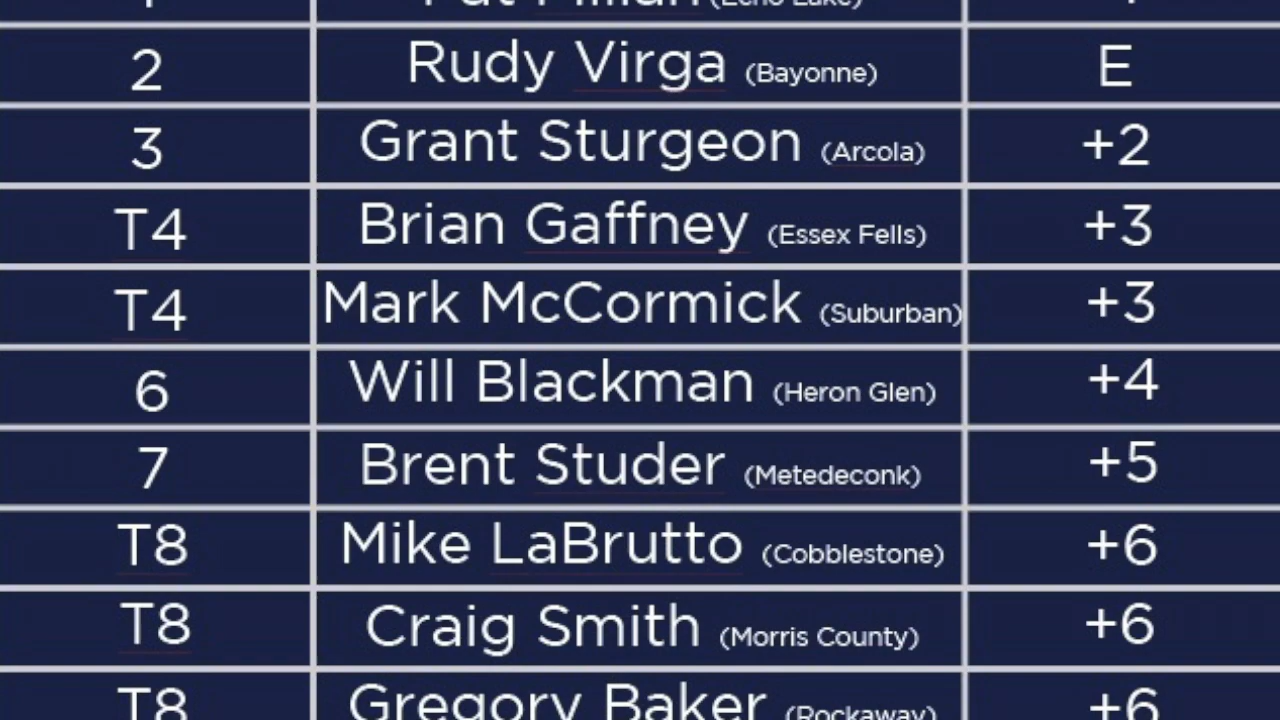 2 Rudy Virga (Bayonne) E
3 Grant Sturgeon (Arcola) +2
T4 Brian Gaffney (Essex Fells) +3
T4 Mark McCormick (Suburban) +3
6 Will Blackman (Heron Glen) +4
7 Brent Studer (Metedeconk) +5
T8 Mike LaBrutto (Cobblestone) +6
T8 Craig Smith (Morris County) +6
T8 Gregory Baker (Rockaway) +6